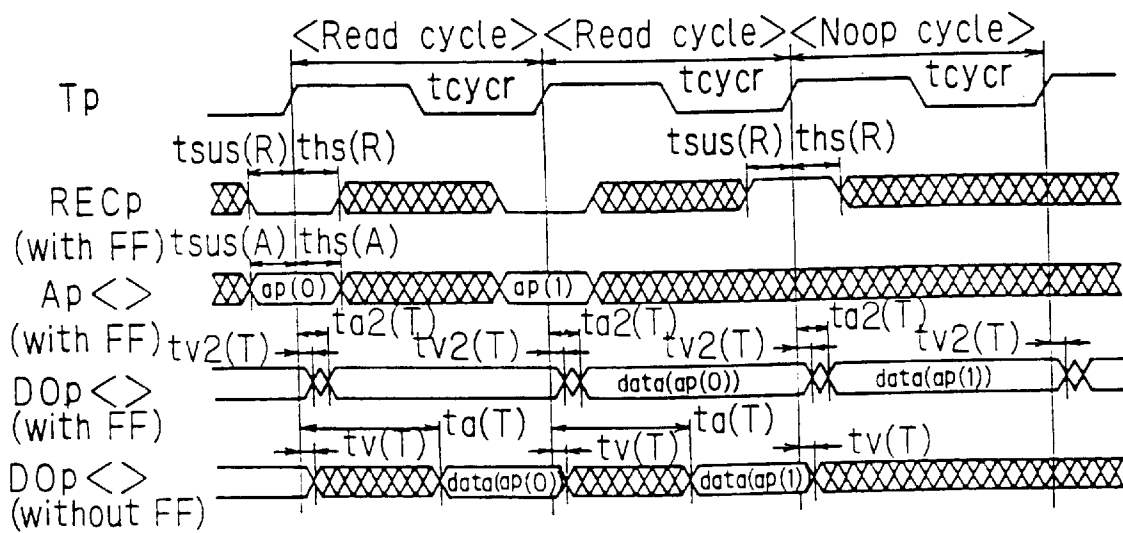 <Read cycle> <Read cycle> <Noop cycle>
Tp tcycr tcycr tcycr
tsus(R) ths(R) tsus(R) ths(R)
RECp
(with FF) tsus(A) ths(A)
Ap<> ap(0) ap(1)
(with FF) ta2(T) ta2(T) ta2(T)
tv2(T) tv2(T) tv2(T) tv2(T)
DOp<> data(ap(0)) data(ap(1))
(with FF) ta(T) ta(T)
tv(T) tv(T) tv(T)
DOp<> data(ap(0) data(ap(1)
(without FF)